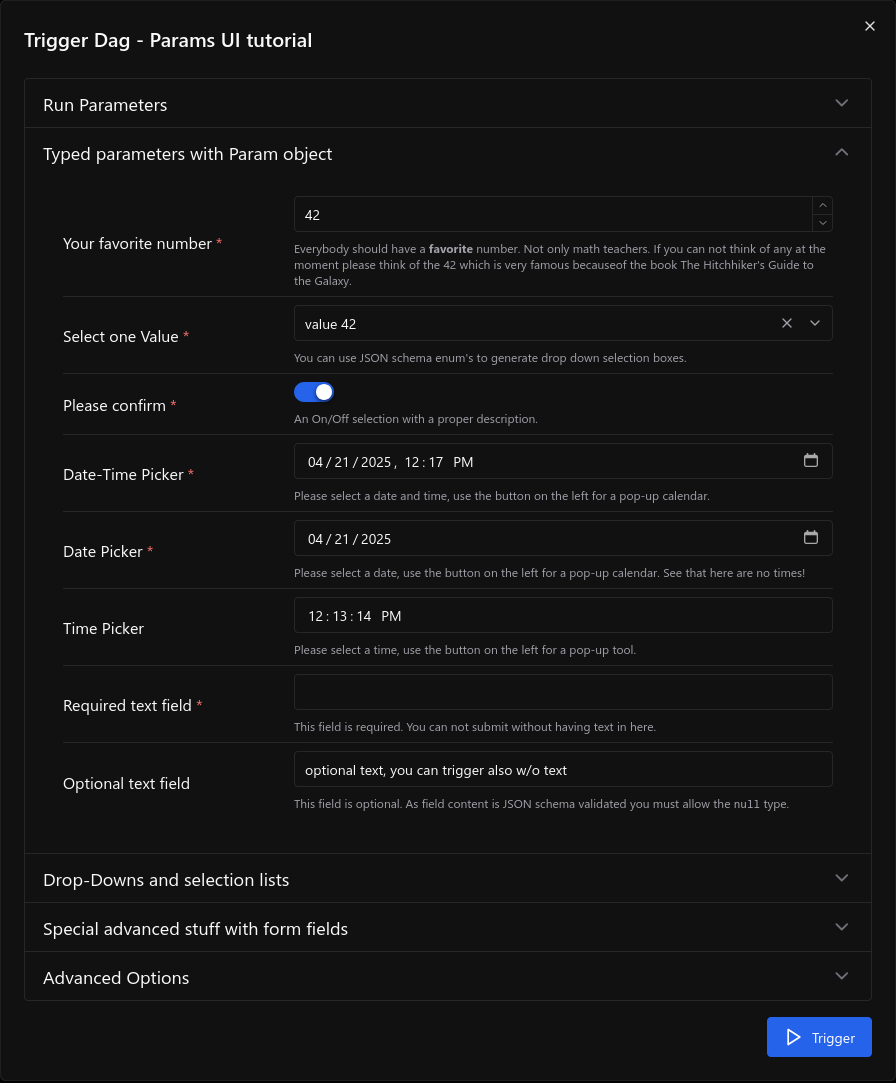 Trigger Dag - Params UI tutorial
Run Parameters
Typed parameters with Param object
Your favorite number *
42
Everybody should have a favorite number. Not only math teachers. If you can not think of any at the
moment please think of the 42 which is very famous becauseof the book The Hitchhiker's Guide to
the Galaxy.
Select one Value *
value 42
You can use JSON schema enum's to generate drop down selection boxes.
Please confirm *
An On/Off selection with a proper description.
Date-Time Picker *
04/21/2025, 12:17 PM
Please select a date and time, use the button on the left for a pop-up calendar.
Date Picker *
04/21/2025
Please select a date, use the button on the left for a pop-up calendar. See that here are no times!
Time Picker
12:13:14 PM
Please select a time, use the button on the left for a pop-up tool.
Required text field *
This field is required. You can not submit without having text in here.
Optional text field
optional text, you can trigger also w/o text
This field is optional. As field content is JSON schema validated you must allow the null type.
Drop-Downs and selection lists
Special advanced stuff with form fields
Advanced Options
Trigger